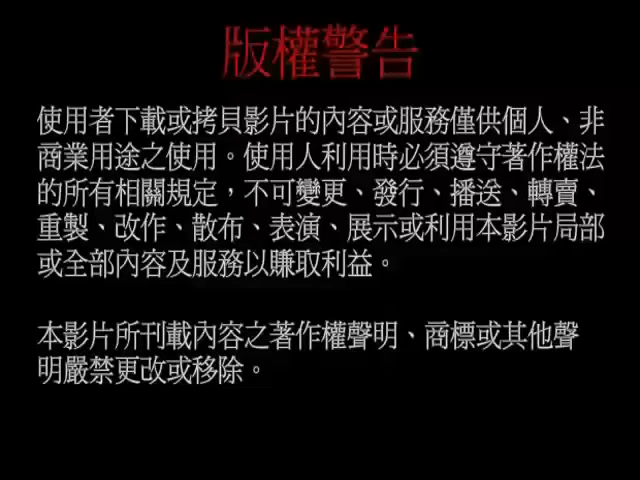 版權警告
使用者下載或拷貝影片的內容或服務僅供個人、非
商業用途之使用。使用人利用時必須遵守著作權法
的所有相關規定，不可變更、發行、播送、轉賣、
重製、改作、散布、表演、展示或利用本影片局部
或全部內容及服務以賺取利益。
本影片所刊載內容之著作權聲明、商標或其他聲
明嚴禁更改或移除。